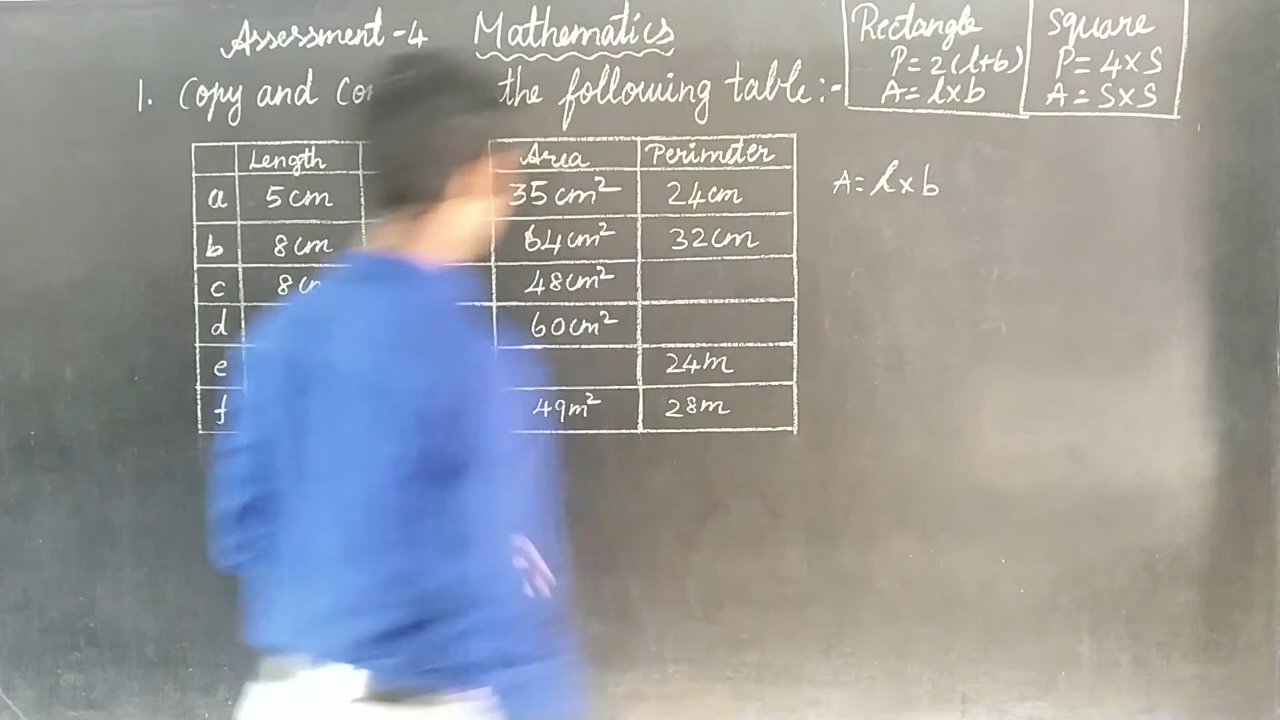 Assessment-4 Mathematics
1. Copy and the following table:-
Rectangle
P=2(l+b)
A=l×b
Square
P=4×S
A=S×S
Length Area Perimeter
a 5cm 35cm² 24cm
b 8cm 64cm² 32cm
c 48cm²
d 60cm²
e 24m
f 49m² 28m
A=l×b